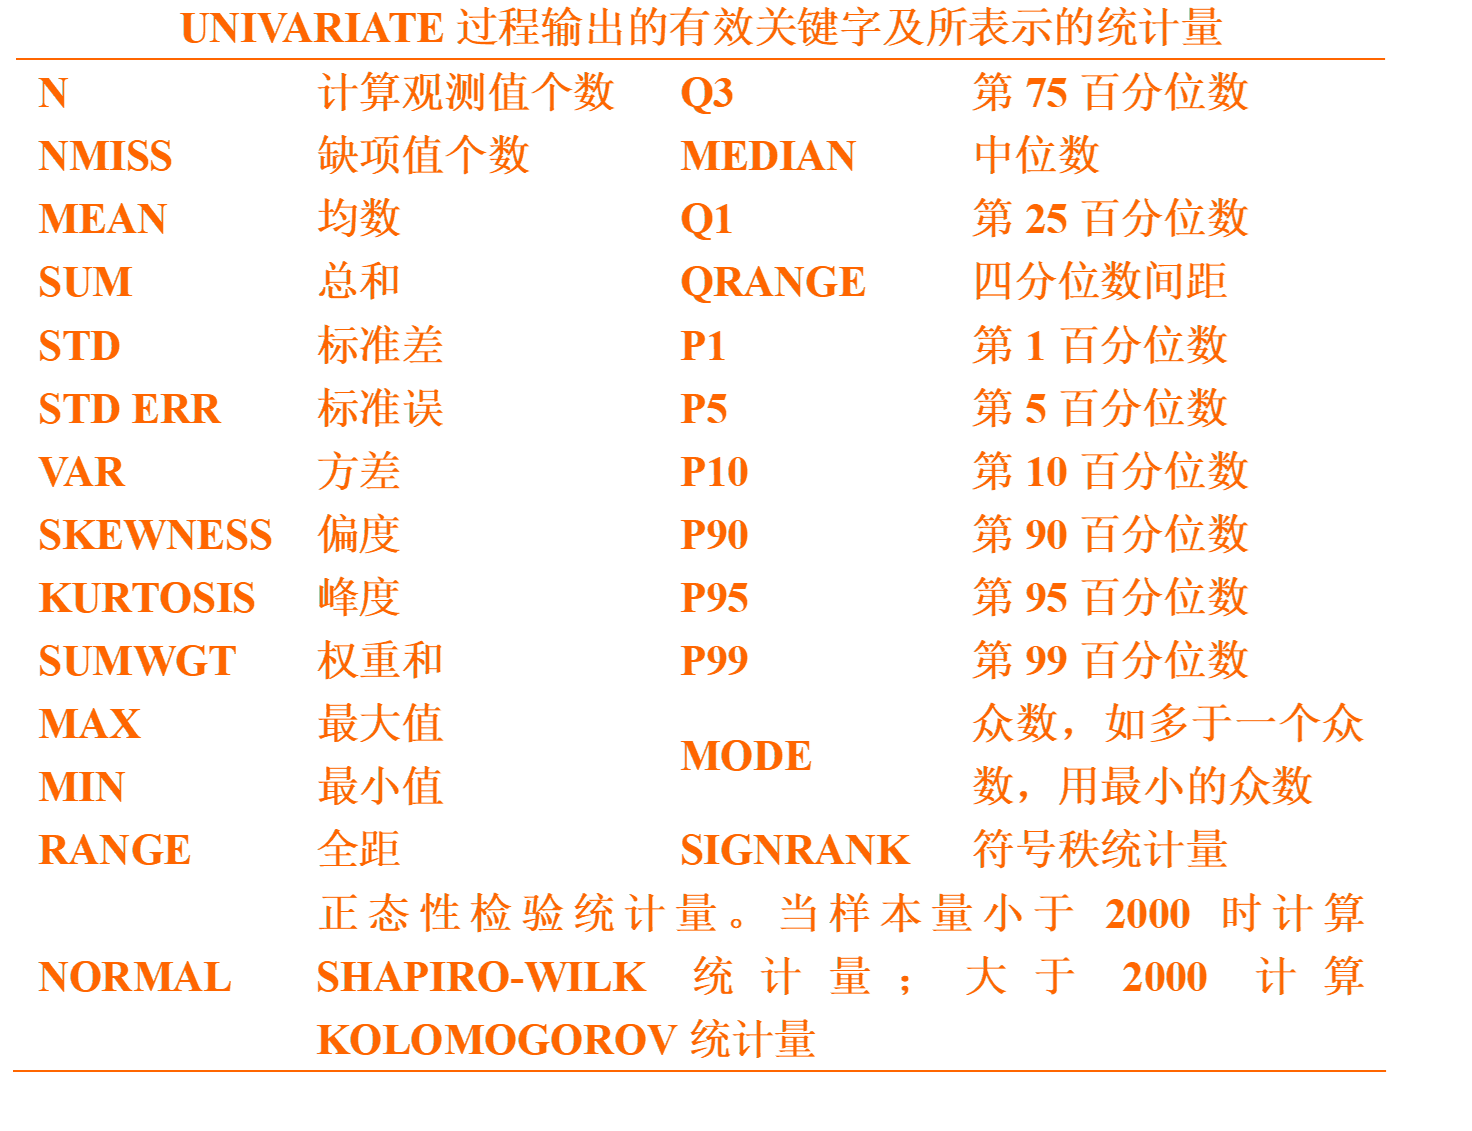 UNIVARIATE 过程输出的有效关键字及所表示的统计量
N 计算观测值个数 Q3 第 75 百分位数
NMISS 缺项值个数 MEDIAN 中位数
MEAN 均数 Q1 第 25 百分位数
SUM 总和 QRANGE 四分位数间距
STD 标准差 P1 第 1 百分位数
STD ERR 标准误 P5 第 5 百分位数
VAR 方差 P10 第 10 百分位数
SKEWNESS 偏度 P90 第 90 百分位数
KURTOSIS 峰度 P95 第 95 百分位数
SUMWGT 权重和 P99 第 99 百分位数
MAX 最大值 众数，如多于一个众
MODE
MIN 最小值 数，用最小的众数
RANGE 全距 SIGNRANK 符号秩统计量
正态性检验统计量。当样本量小于 2000 时计算
NORMAL SHAPIRO-WILK 统计量；大于 2000 计算
KOLOMOGOROV 统计量